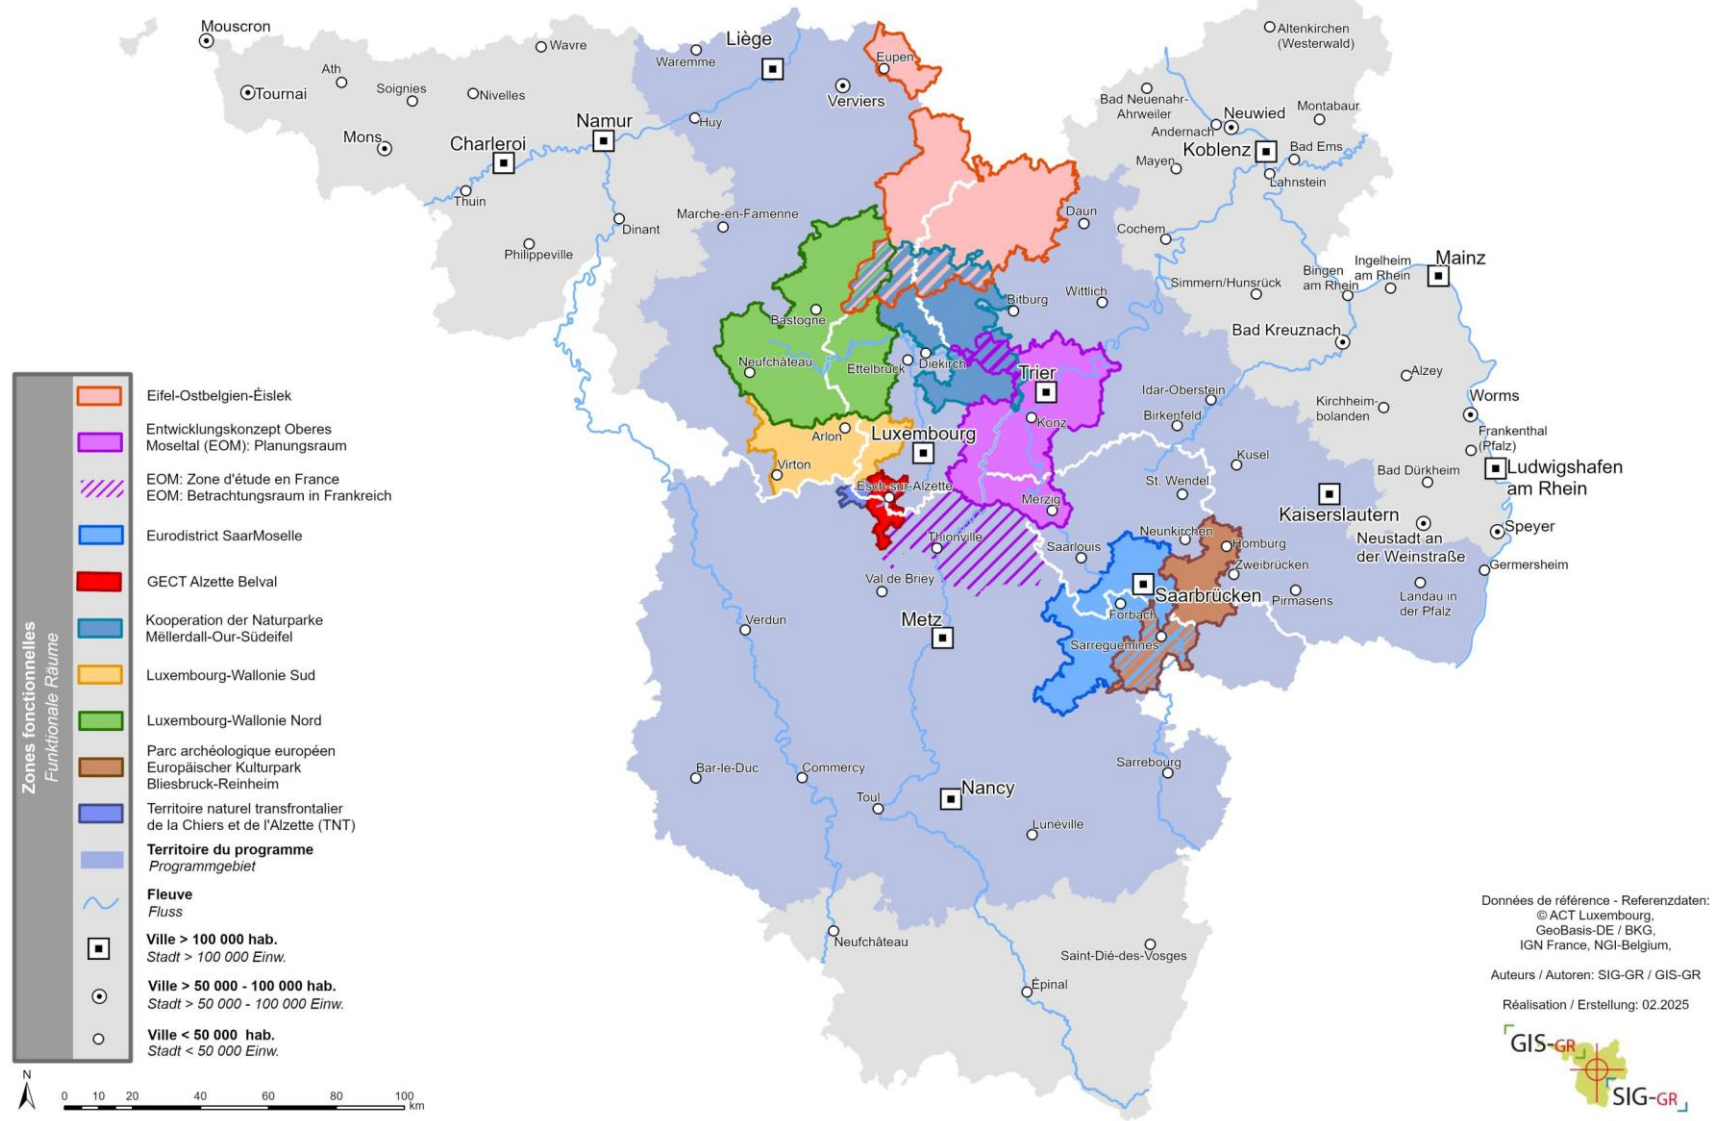 Zones fonctionnelles
Funktionale Räume
Eifel-Ostbelgien-Éislek
Entwicklungskonzept Oberes
Moseltal (EOM): Planungsraum
EOM: Zone d'étude en France
EOM: Betrachtungsraum in Frankreich
Eurodistrict SaarMoselle
GECT Alzette Belval
Kooperation der Naturparke
Mëllerdall-Our-Südeifel
Luxembourg-Wallonie Sud
Luxembourg-Wallonie Nord
Parc archéologique européen
Europäischer Kulturpark
Bliesbruck-Reinheim
Territoire naturel transfrontalier
de la Chiers et de l'Alzette (TNT)
Territoire du programme
Programmgebiet
Fleuve
Fluss
Ville > 100 000 hab.
Stadt > 100 000 Einw.
Ville > 50 000 - 100 000 hab.
Stadt > 50 000 - 100 000 Einw.
Ville < 50 000 hab.
Stadt < 50 000 Einw.
N
0 10 20 40 60 80 100
km
Mouscron
Tournai
Ath
Soignies
Mons
Wavre
Nivelles
Charleroi
Namur
Thuin
Philippeville
Dinant
Waremme
Liège
Huy
Verviers
Eupen
Marche-en-Famenne
Bastogne
Neufchâteau
Ettelbruck
Diekirch
Arlon
Virton
Luxembourg
Esch-sur-Alzette
Daun
Bitburg
Wittlich
Trier
Konz
Merzig
Thionville
Val de Briey
Metz
Verdun
Bar-le-Duc
Commercy
Toul
Nancy
Lunéville
Sarrebourg
Neufchâteau
Épinal
Saint-Dié-des-Vosges
Altenkirchen
(Westerwald)
Bad Neuenahr-
Ahrweiler
Andernach
Neuwied
Montabaur
Mayen
Koblenz
Bad Ems
Lahnstein
Cochem
Simmern/Hunsrück
Bingen
am Rhein
Ingelheim
am Rhein
Mainz
Bad Kreuznach
Alzey
Idar-Oberstein
Birkenfeld
Kirchheim-
bolanden
Worms
Frankenthal
(Pfalz)
Ludwigshafen
am Rhein
Bad Dürkheim
Kusel
St. Wendel
Kaiserslautern
Neustadt an
der Weinstraße
Speyer
Germersheim
Landau in
der Pfalz
Neunkirchen
Homburg
Zweibrücken
Pirmasens
Saarlouis
Saarbrücken
Forbach
Sarreguemines
Données de référence - Referenzdaten:
© ACT Luxembourg,
GeoBasis-DE / BKG,
IGN France, NGI-Belgium,
Auteurs / Autoren: SIG-GR / GIS-GR
Réalisation / Erstellung: 02.2025
GIS-GR
SIG-GR